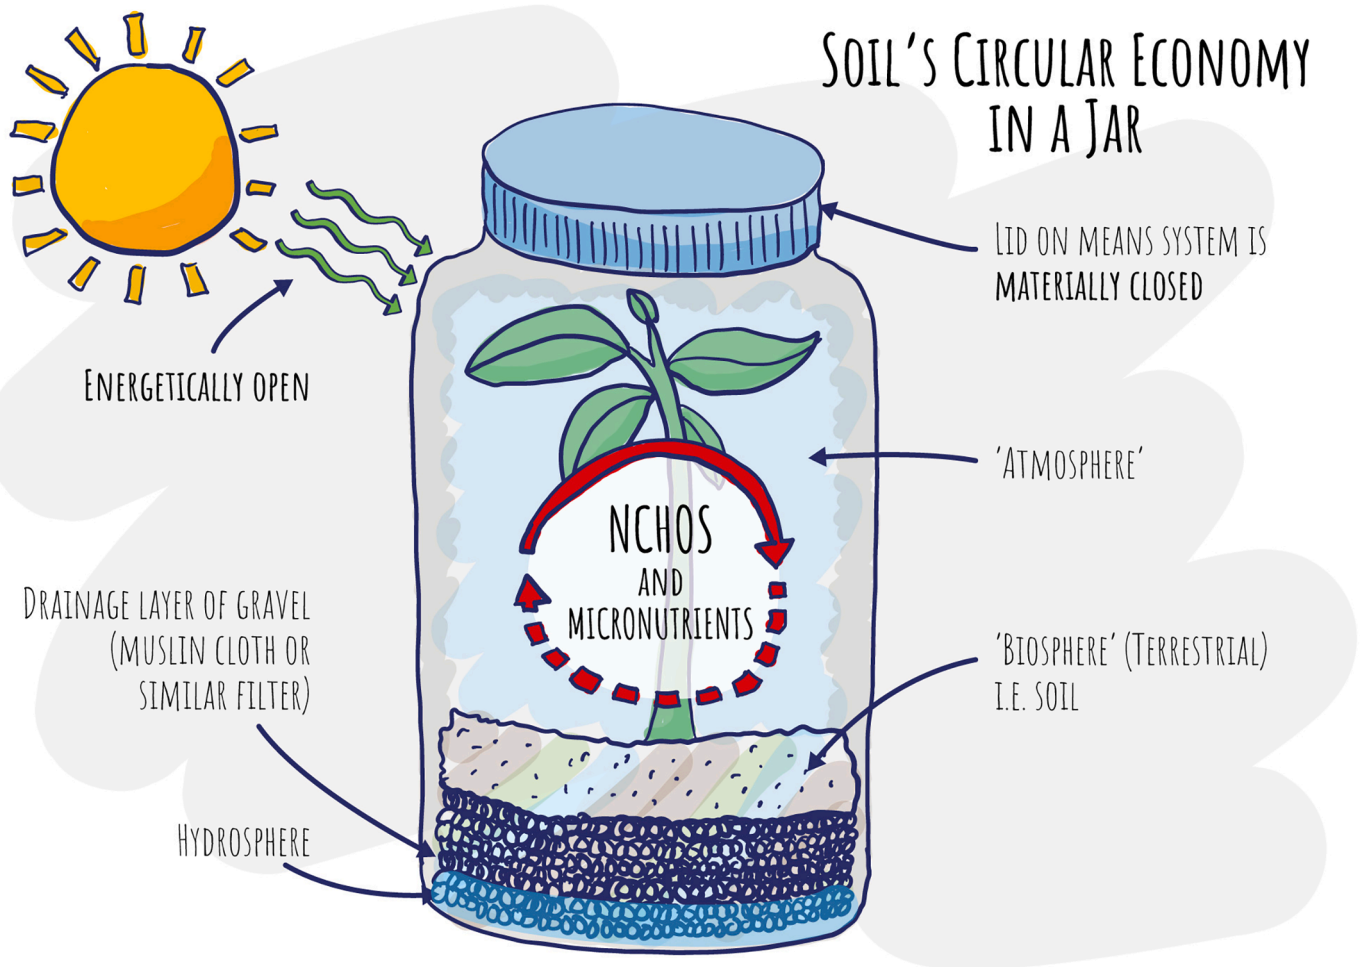 SOIL'S CIRCULAR ECONOMY
IN A JAR
LID ON MEANS SYSTEM IS
MATERIALLY CLOSED
ENERGETICALLY OPEN
'ATMOSPHERE'
NCHOS
AND
MICRONUTRIENTS
DRAINAGE LAYER OF GRAVEL
(MUSLIN CLOTH OR
SIMILAR FILTER)
'BIOSPHERE' (TERRESTRIAL)
I.E. SOIL
HYDROSPHERE